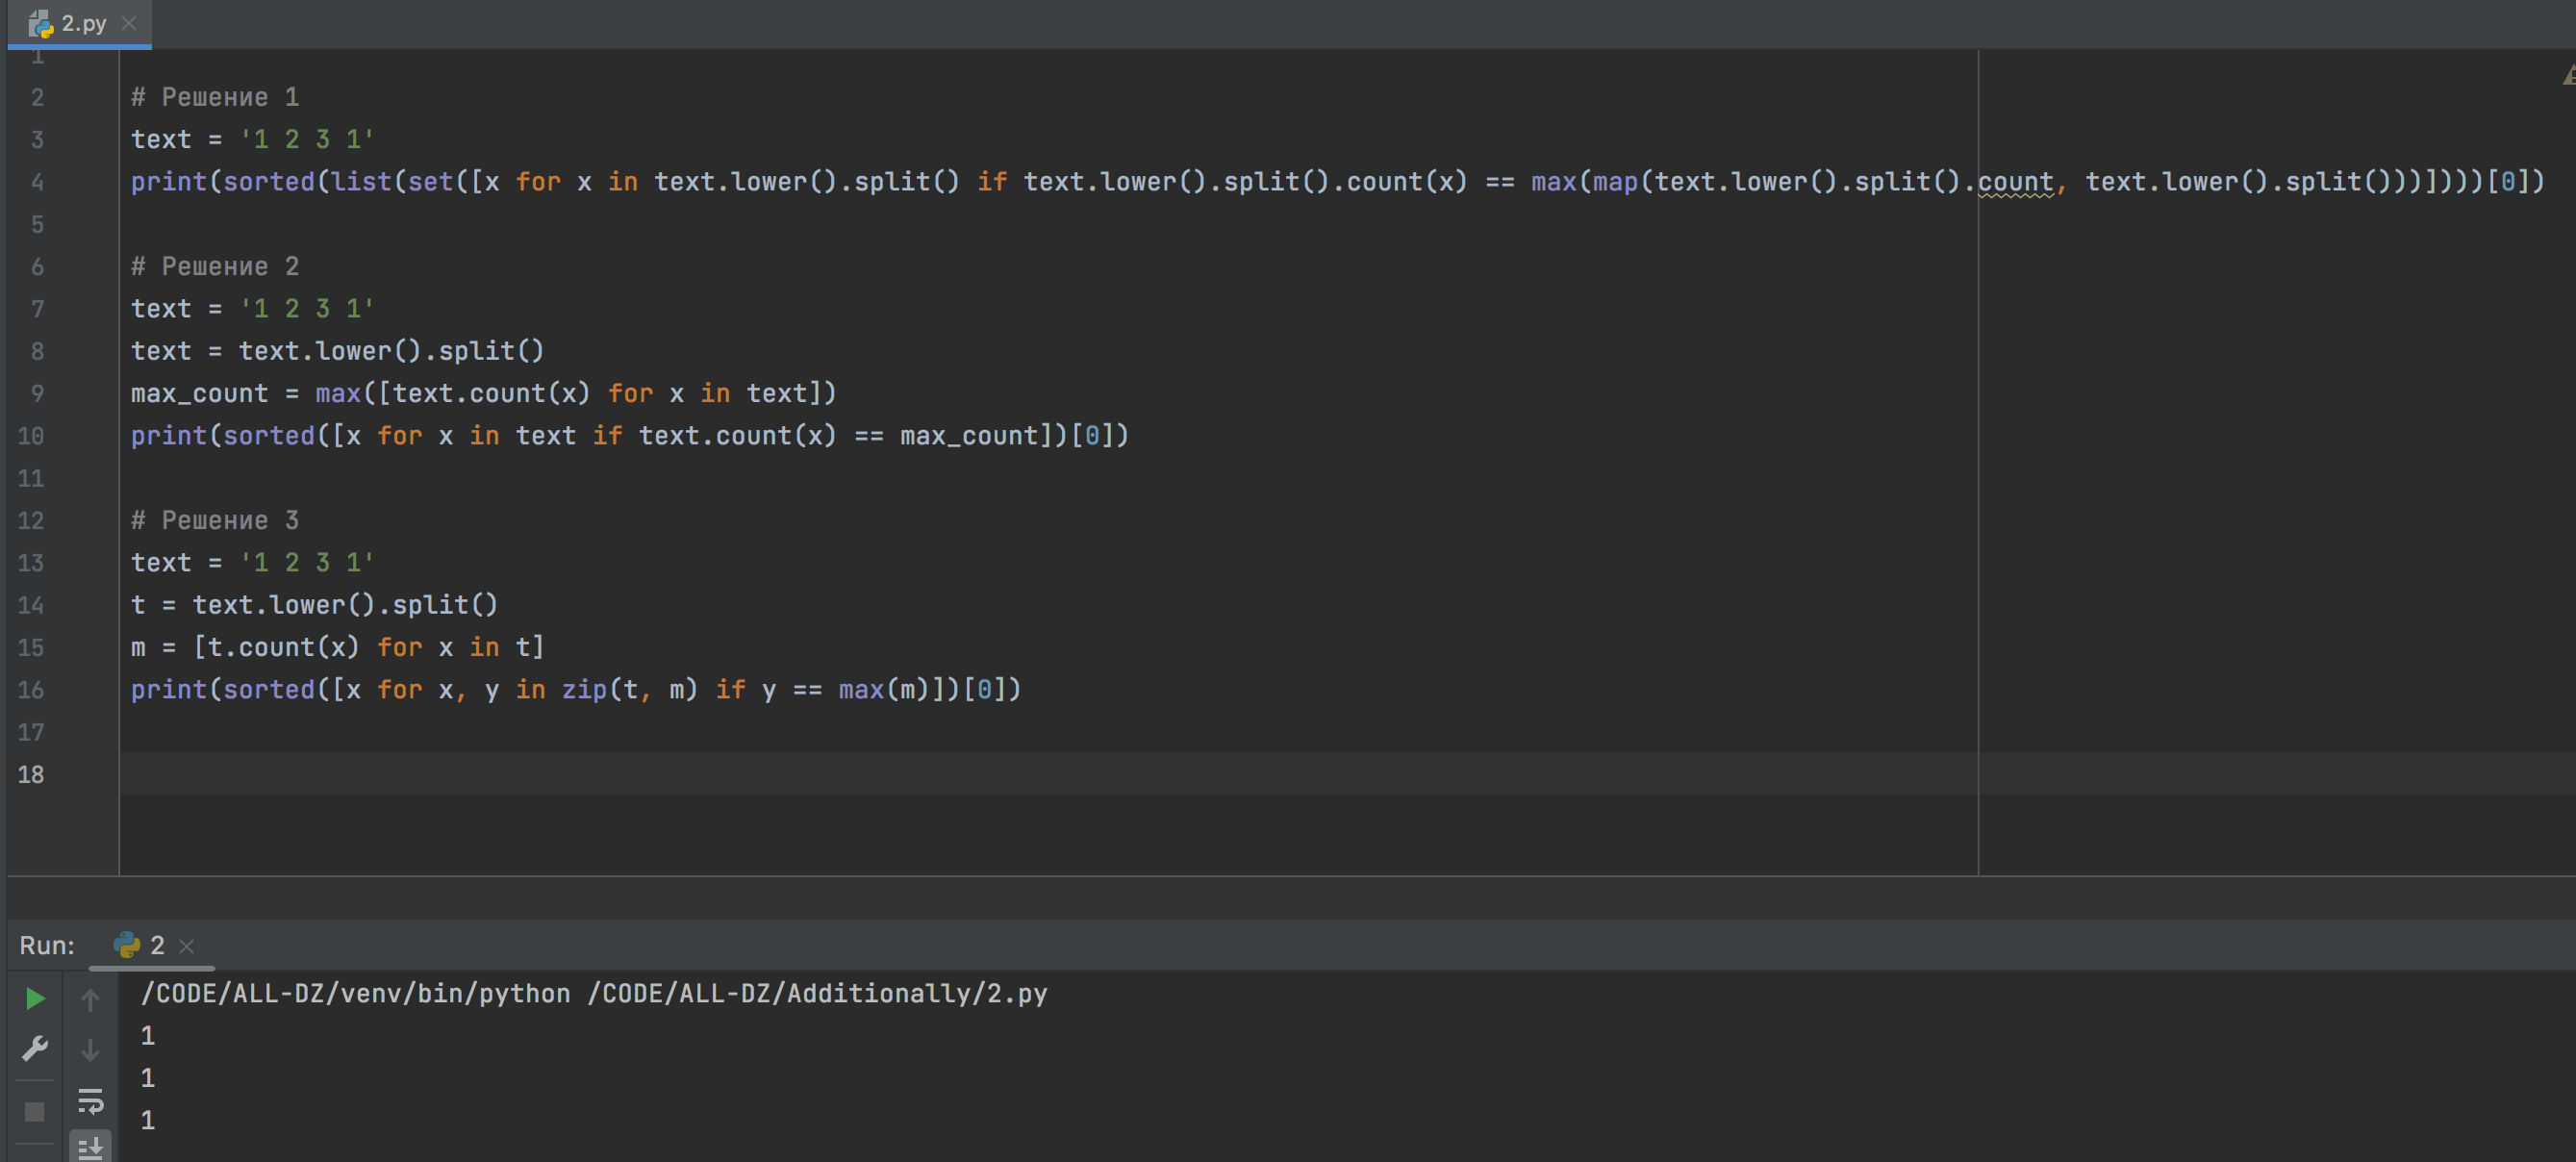 2.py
1
2 # Решение 1
3 text = '1 2 3 1'
4 print(sorted(list(set([x for x in text.lower().split() if text.lower().split().count(x) == max(map(text.lower().split().count, text.lower().split()))])))[0])
5
6 # Решение 2
7 text = '1 2 3 1'
8 text = text.lower().split()
9 max_count = max([text.count(x) for x in text])
10 print(sorted([x for x in text if text.count(x) == max_count])[0])
11
12 # Решение 3
13 text = '1 2 3 1'
14 t = text.lower().split()
15 m = [t.count(x) for x in t]
16 print(sorted([x for x, y in zip(t, m) if y == max(m)])[0])
17
18
Run: 2
/CODE/ALL-DZ/venv/bin/python /CODE/ALL-DZ/Additionally/2.py
1
1
1